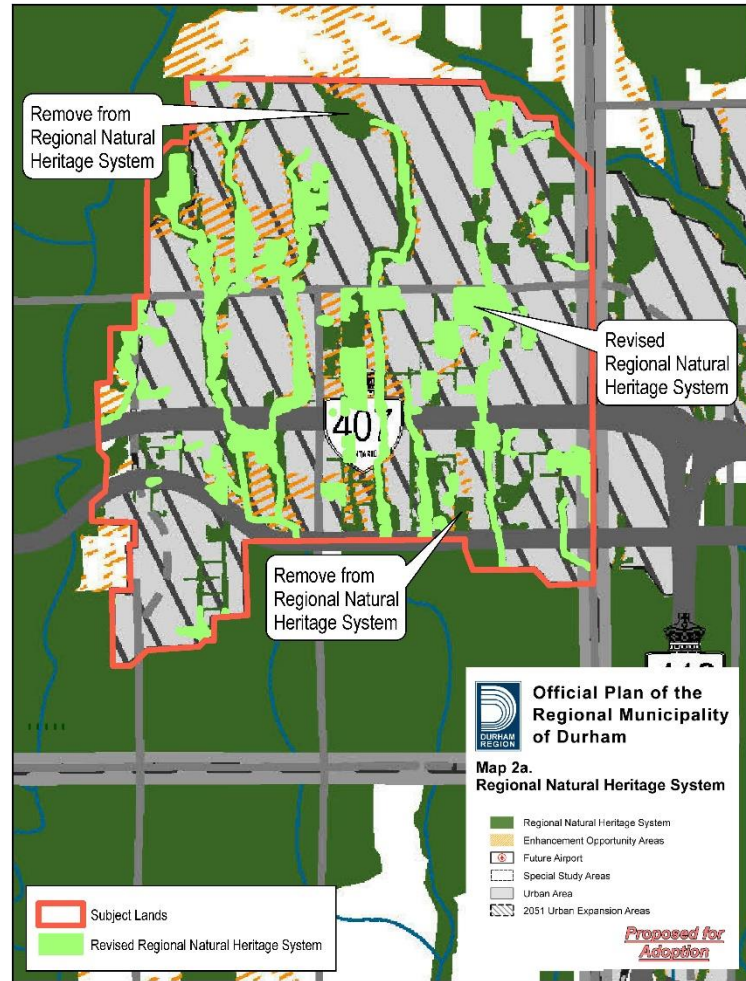 Remove from
Regional Natural
Heritage System
Revised
Regional Natural
Heritage System
407
Remove from
Regional Natural
Heritage System
DURHAM
REGION
Official Plan of the
Regional Municipality
of Durham
Map 2a.
Regional Natural Heritage System
Regional Natural Heritage System
Enhancement Opportunity Areas
Future Airport
Special Study Areas
Urban Area
2051 Urban Expansion Areas
Proposed for
Adoption
Subject Lands
Revised Regional Natural Heritage System